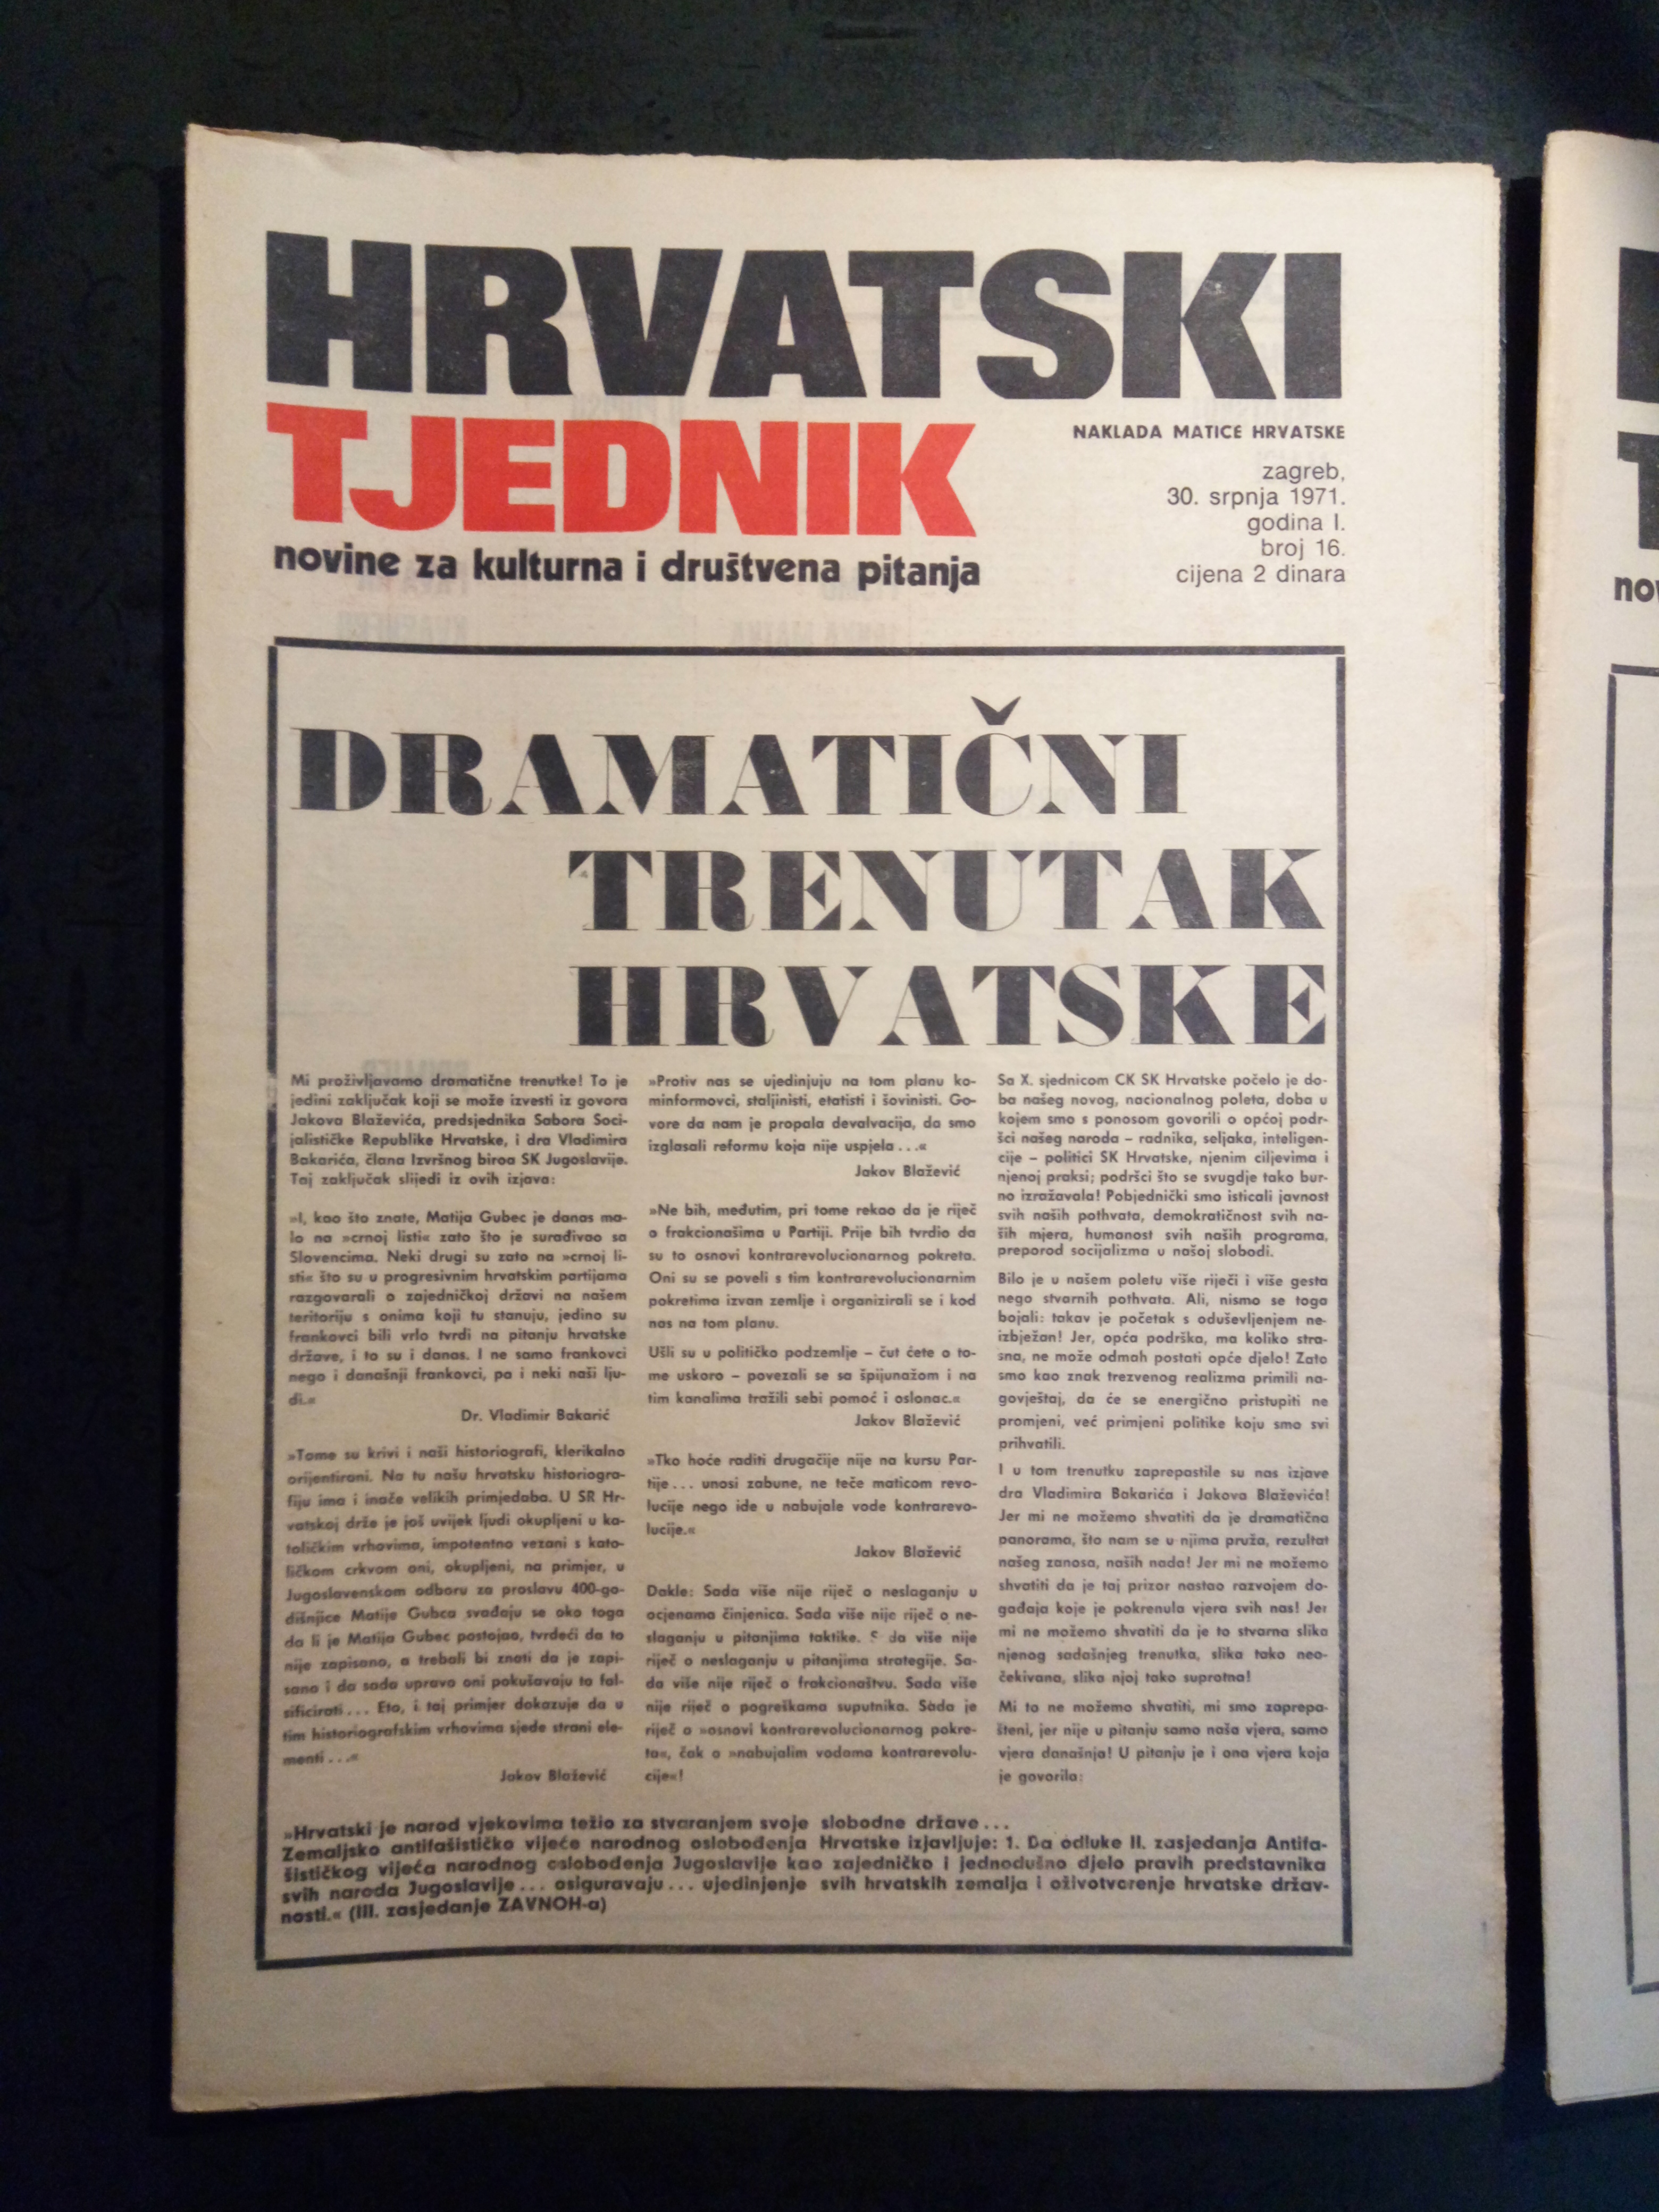 HRVATSKI
TJEDNIK
novine za kulturna i društvena pitanja
NAKLADA MATICE HRVATSKE
zagreb,
30. srpnja 1971.
godina I.
broj 16.
cijena 2 dinara
DRAMATIČNI
TRENUTAK
HRVATSKE
Mi proživljavamo dramatične trenutke! To je
jedini zaključak koji se može izvesti iz govora
Jakova Blaževića, predsjednika Sabora Soci-
jalističke Republike Hrvatske, i dra Vladimira
Bakarića, člana Izvršnog biroa SK Jugoslavije.
Taj zaključak slijedi iz ovih izjava:
»I, kao što znate, Matija Gubec je danas ma-
lo na »crnoj listi« zato što je surađivao sa
Slovencima. Neki drugi su zato na »crnoj li-
sti« što su u progresivnim hrvatskim partijama
razgovarali o zajedničkoj državi na našem
teritoriju s onima koji tu stanuju, jedino su
frankovci bili vrlo tvrdi na pitanju hrvatske
države, i to su i danas. I ne samo frankovci
nego i današnji frankovci, pa i neki naši lju-
di.«
Dr. Vladimir Bakarić
»Tome su krivi i naši historiografi, klerikalno
orijentirani. Na tu našu hrvatsku historiogra-
fiju ima i inače velikih primjedaba. U SR Hr-
vatskoj drže je još uvijek ljudi okupljeni u ka-
toličkim vrhovima, impotentno vezani s kato-
ličkom crkvom oni, okupljeni, na primjer, u
Jugoslavenskom odboru za proslavu 400-go-
dišnjice Matije Gubca svađaju se oko toga
da li je Matija Gubec postojao, tvrdeći da to
nije zapisano, a trebali bi znati da je zapi-
sano i da sada upravo oni pokušavaju to fal-
sificirati... Eto, i taj primjer dokazuje da u
tim historiografskim vrhovima sjede strani ele-
menti...«
Jakov Blažević
»Protiv nas se ujedinjuju na tom planu ko-
minformovci, staljinisti, etatisti i šovinisti. Go-
vore da nam je propala devalvacija, da smo
izglasali reformu koja nije uspjela...«
Jakov Blažević
»Ne bih, međutim, pri tome rekao da je riječ
o frakcionašima u Partiji. Prije bih tvrdio da
su to osnovi kontrarevolucionarnog pokreta.
Oni su se poveli s tim kontrarevolucionarnim
pokretima izvan zemlje i organizirali se i kod
nas na tom planu.
Ušli su u političko podzemlje – čut ćete o to-
me uskoro – povezali se sa špijunažom i na
tim kanalima tražili sebi pomoć i oslonac.«
Jakov Blažević
»Tko hoće raditi drugačije nije na kursu Par-
tije... unosi zabune, ne teče maticom revo-
lucije nego ide u nabujale vode kontrarevo-
lucije.«
Jakov Blažević
Dakle: Sada više nije riječ o neslaganju u
ocjenama činjenica. Sada više nije riječ o ne-
slaganju u pitanjima taktike. S da više nije
riječ o neslaganju u pitanjima strategije. Sa-
da više nije riječ o frakcionaštvu. Sada više
nije riječ o pogreškama suputnika. Sada je
riječ o »osnovi kontrarevolucionarnog pokre-
ta«, čak o »nabujalim vodama kontrarevolu-
cije«!
Sa X. sjednicom CK SK Hrvatske počelo je do-
ba našeg novog, nacionalnog poleta, doba u
kojem smo s ponosom govorili o općoj podr-
šci našeg naroda – radnika, seljaka, inteligen-
cije – politici SK Hrvatske, njenim ciljevima i
njenoj praksi; podršci što se svugdje tako bur-
no izražavala! Pobjednički smo isticali javnost
svih naših pothvata, demokratičnost svih na-
ših mjera, humanost svih naših programa,
preporod socijalizma u našoj slobodi.
Bilo je u našem poletu više riječi i više gesta
nego stvarnih pothvata. Ali, nismo se toga
bojali: takav je početak s oduševljenjem ne-
izbježan! Jer, opća podrška, ma koliko stra-
sna, ne može odmah postati opće djelo! Zato
smo kao znak trezvenog realizma primili na-
govještaj, da će se energično pristupiti ne
promjeni, već primjeni politike koju smo svi
prihvatili.
I u tom trenutku zaprepastile su nas izjave
dra Vladimira Bakarića i Jakova Blaževića!
Jer mi ne možemo shvatiti da je dramatična
panorama, što nam se u njima pruža, rezultat
našeg zanosa, naših nada! Jer mi ne možemo
shvatiti da je taj prizor nastao razvojem do-
gađaja koje je pokrenula vjera svih nas! Jer
mi ne možemo shvatiti da je to stvarna slika
njenog sadašnjeg trenutka, slika tako neo-
čekivana, slika njoj tako suprotna!
Mi to ne možemo shvatiti, mi smo zaprepa-
šteni, jer nije u pitanju samo naša vjera, samo
vjera današnja! U pitanju je i ona vjera koja
je govorila:
»Hrvatski je narod vjekovima težio za stvaranjem svoje slobodne države...
Zemaljsko antifašističko vijeće narodnog oslobođenja Hrvatske izjavljuje: 1. Da odluke II. zasjedanja Antifa-
šističkog vijeća narodnog oslobođenja Jugoslavije kao zajedničko i jednodušno djelo pravih predstavnika
svih naroda Jugoslavije... osiguravaju... ujedinjenje svih hrvatskih zemalja i oživotvorenje hrvatske držav-
nosti.« (III. zasjedanje ZAVNOH-a)
nov